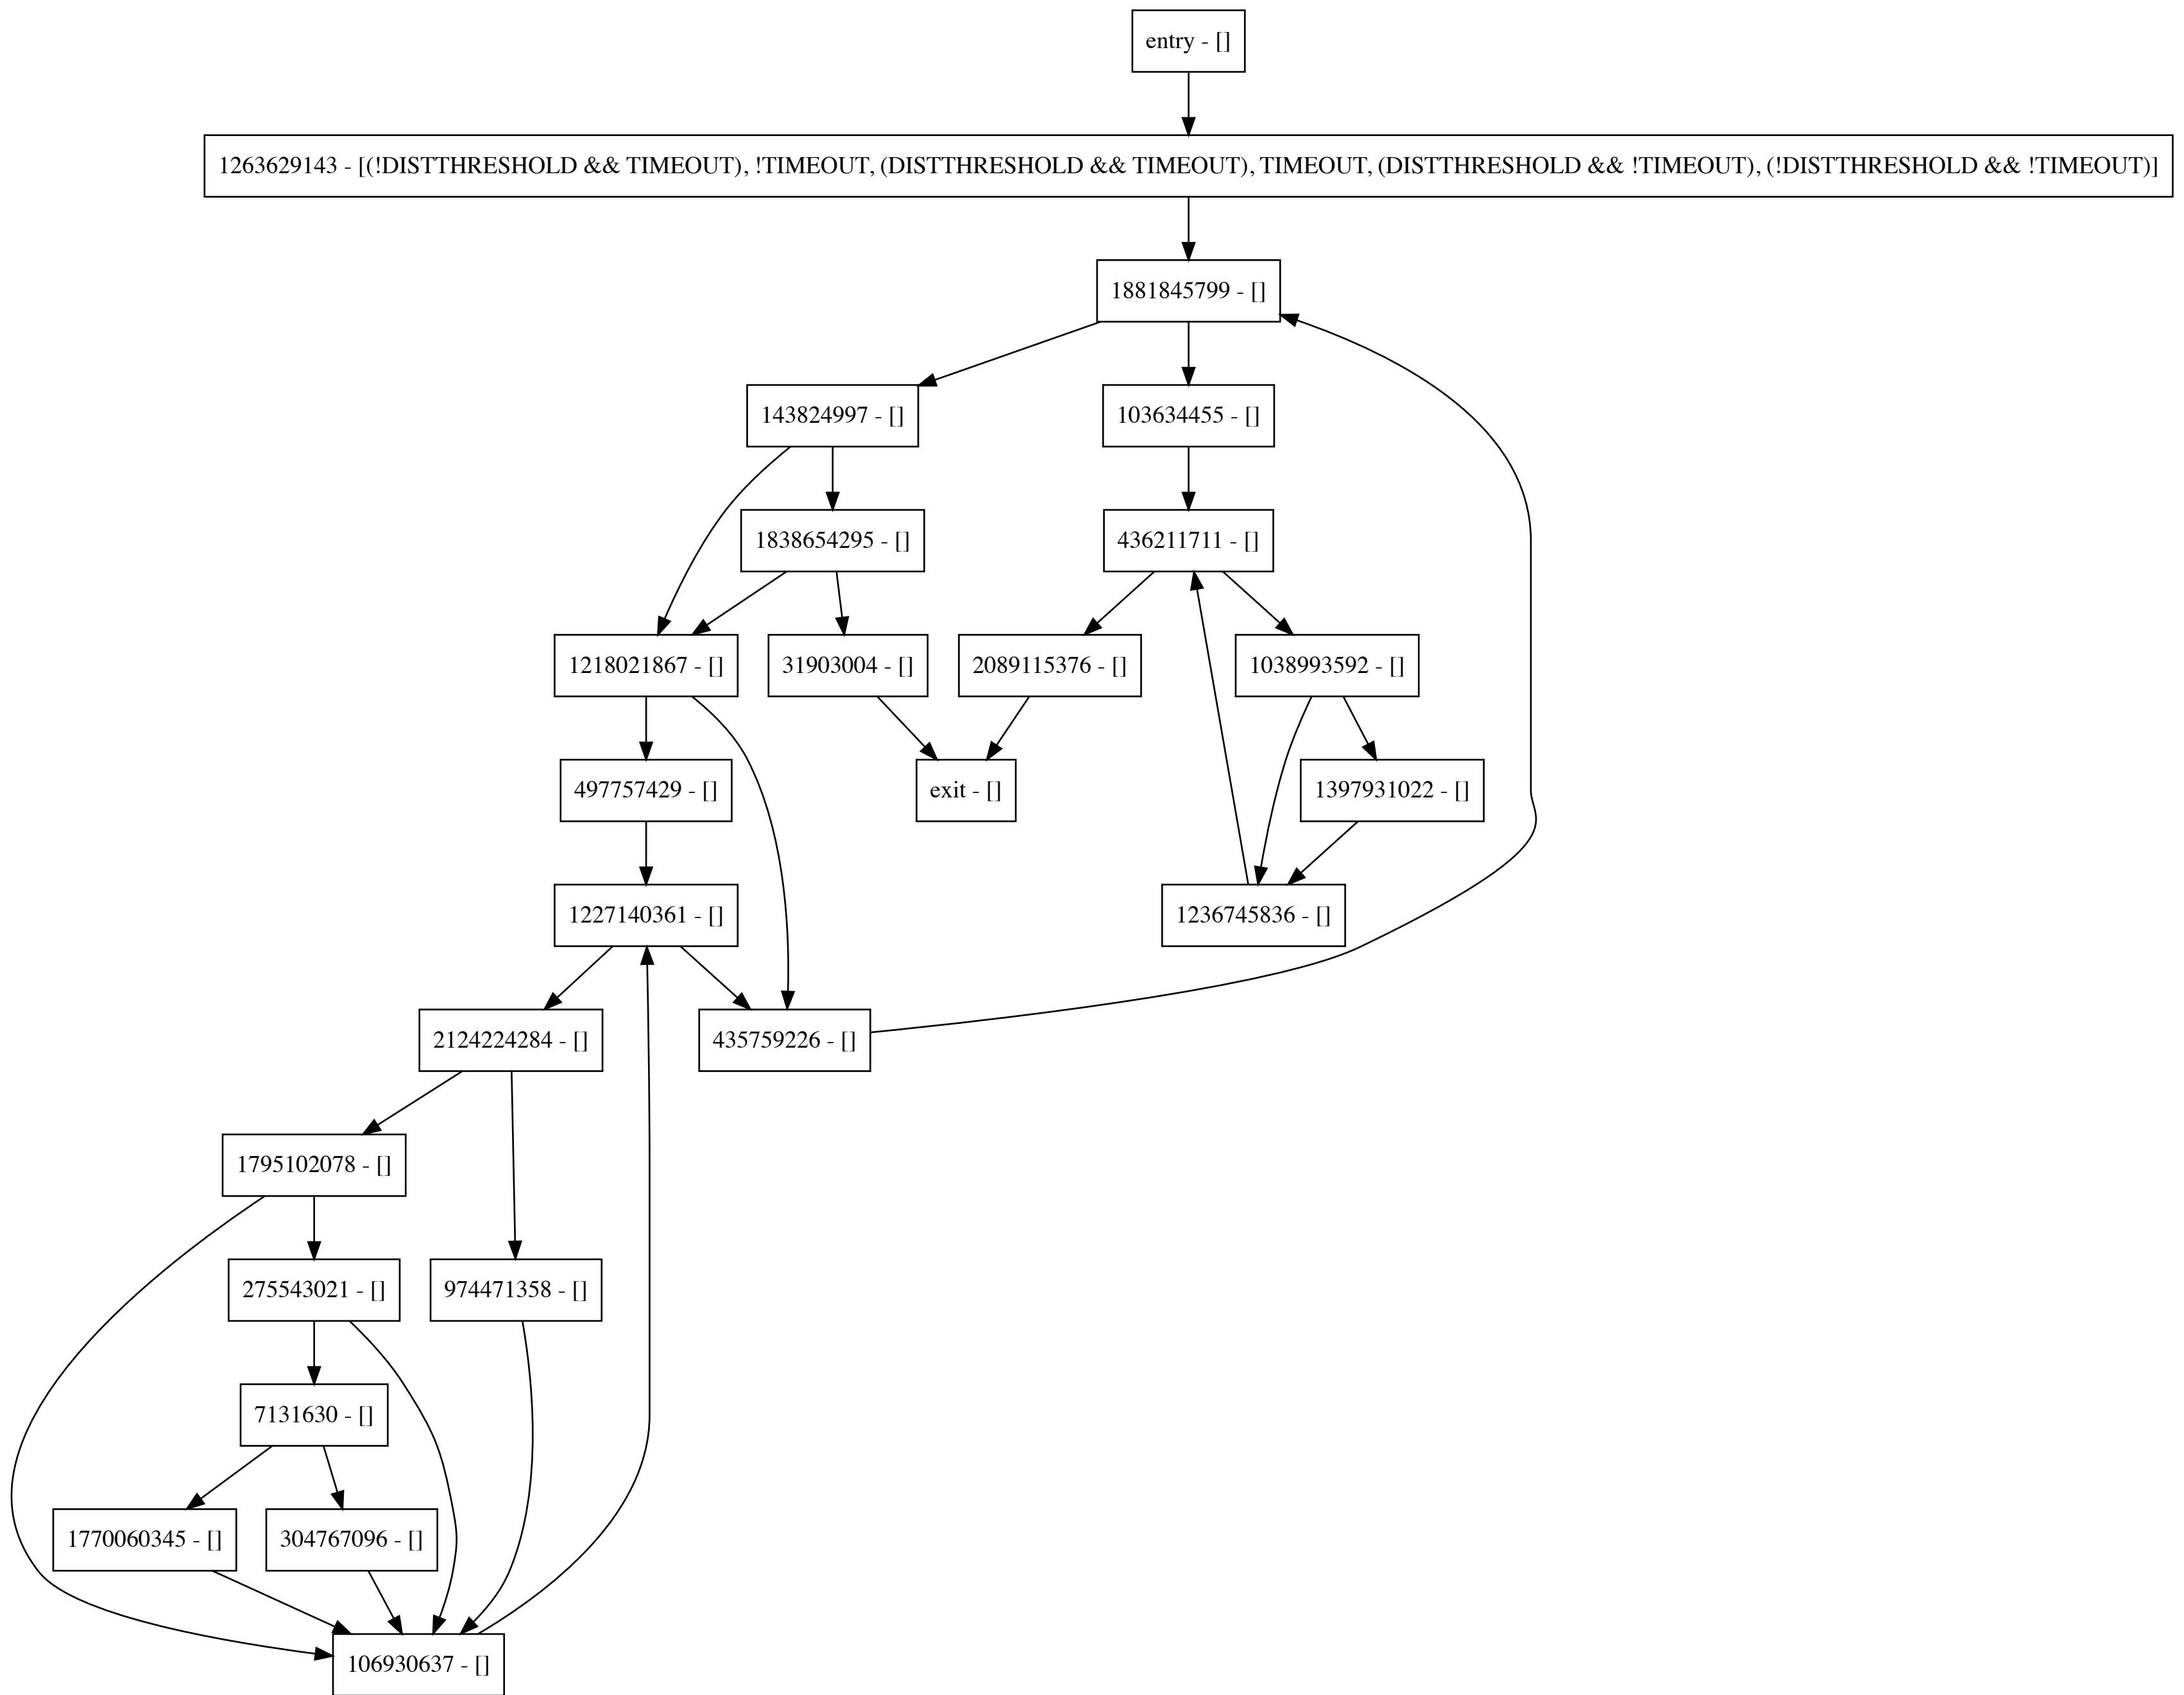 entry - []
1263629143 - [(!DISTTHRESHOLD && TIMEOUT), !TIMEOUT, (DISTTHRESHOLD && TIMEOUT), TIMEOUT, (DISTTHRESHOLD && !TIMEOUT), (!DISTTHRESHOLD && !TIMEOUT)]
1881845799 - []
143824997 - []
103634455 - []
1838654295 - []
436211711 - []
1218021867 - []
31903004 - []
2089115376 - []
1038993592 - []
497757429 - []
exit - []
1397931022 - []
1227140361 - []
1236745836 - []
2124224284 - []
435759226 - []
1795102078 - []
275543021 - []
974471358 - []
7131630 - []
1770060345 - []
304767096 - []
106930637 - []